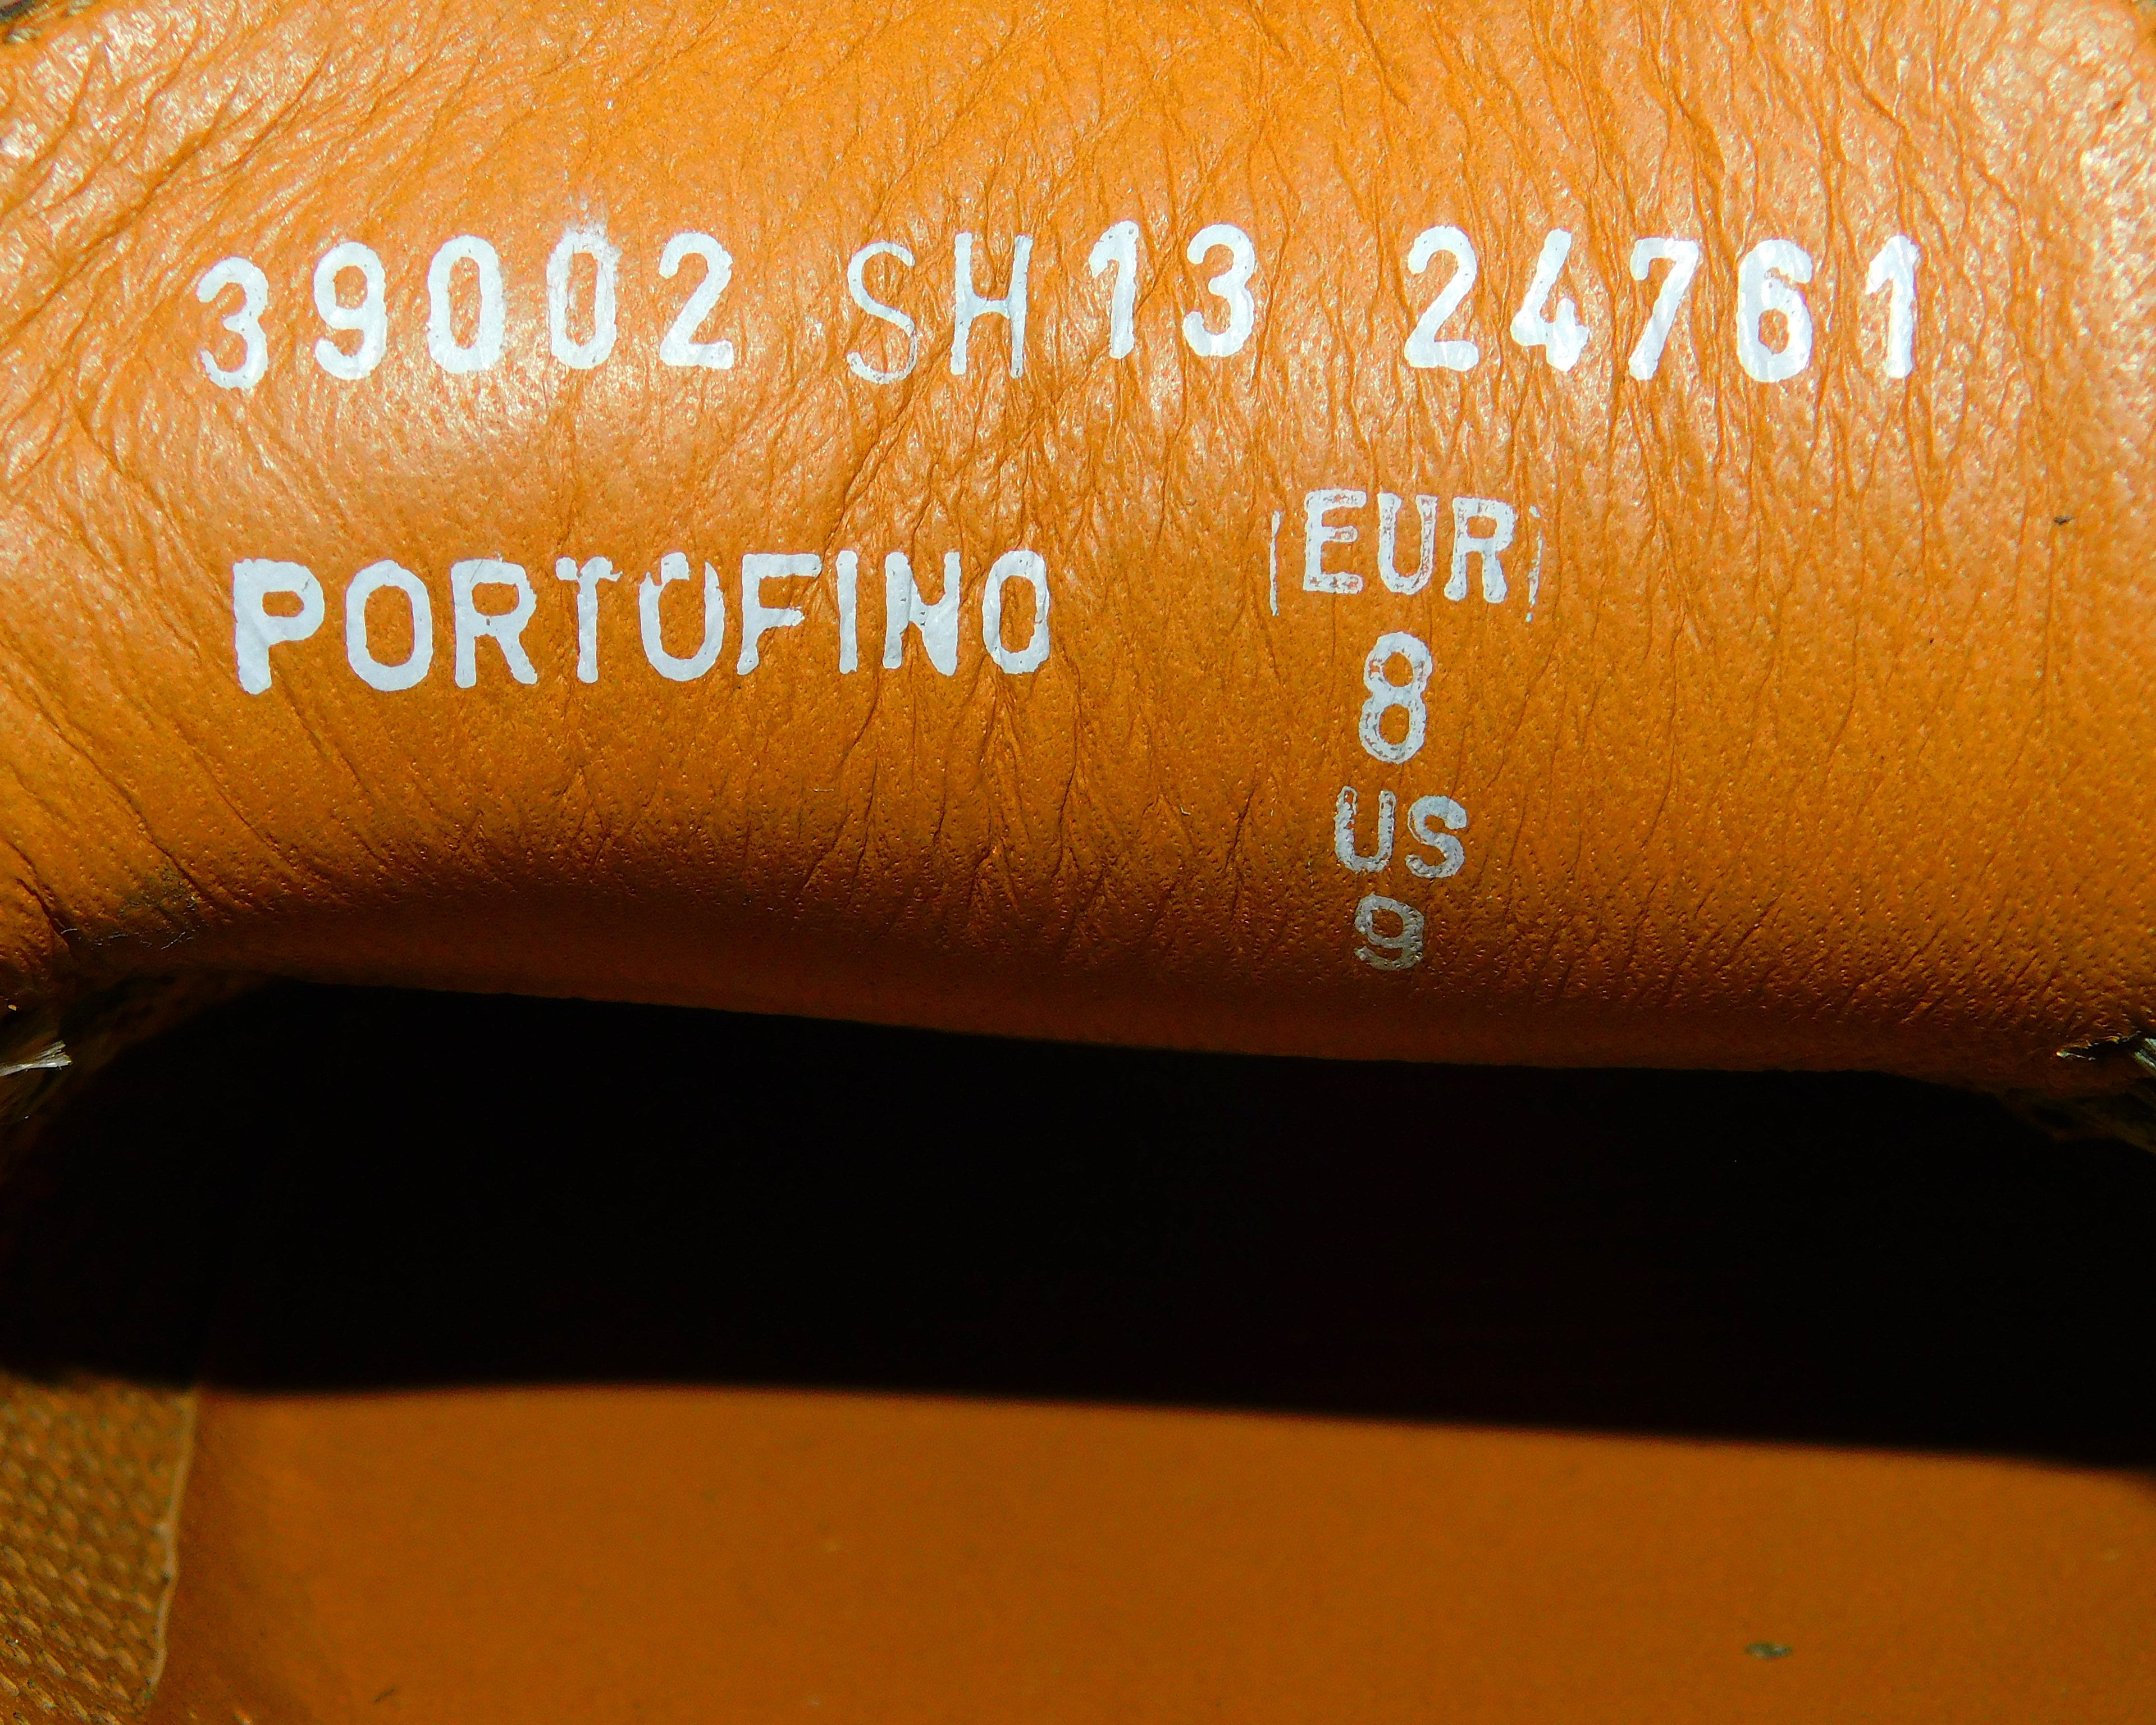 39002 SH13 24761
PORTOFINO
(EUR)
8
US
9